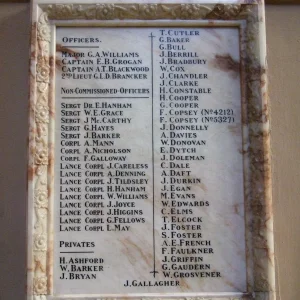 OFFICERS.
MAJOR G.A. WILLIAMS
CAPTAIN E.B. GROGAN
CAPTAIN A.T. BLACKWOOD
2ND LIEUT G.L.D. BRANCKER
NON-COMMISSIONED-OFFICERS
SERGT DR. E. HANHAM
SERGT W.E. GRACE
SERGT J. MC.CARTHY
SERGT G. HAYES
SERGT J. BARKER
CORPL A. MANN
CORPL A. NICHOLSON
CORPL F. GALLOWAY
LANCE CORPL J. CARELESS
LANCE CORPL A. DENNING
LANCE CORPL J. TILDSLEY
LANCE CORPL H. HANHAM
LANCE CORPL W. WILLIAMS
LANCE CORPL J. JOYCE
LANCE CORPL J. HIGGINS
LANCE CORPL G. FELLOWS
LANCE CORPL L. MAY
PRIVATES
H. ASHFORD
W. BARKER
J. BRYAN
T. CUTLER
G. BAKER
G. BULL
J. BERRILL
J. BRADBURY
W. COX
J. CHANDLER
J. CLARKE
H. CONSTABLE
H. COOPER
G. COOPER
F. COPSEY (NO 4212)
F. COPSEY (NO 5327)
J. DONNELLY
A. DAVIES
W. DONOVAN
E. DYTCH
J. DOLEMAN
C. DALE
A. DAFT
J. DURKIN
J. EGAN
M. EVANS
W. EDWARDS
C. ELMS
T. ELCOCK
J. FOSTER
S. FOSTER
A.E. FRENCH
F. FAULKNER
J. GRIFFIN
G. GAUDERN
W. GROSVENER
J. GALLAGHER